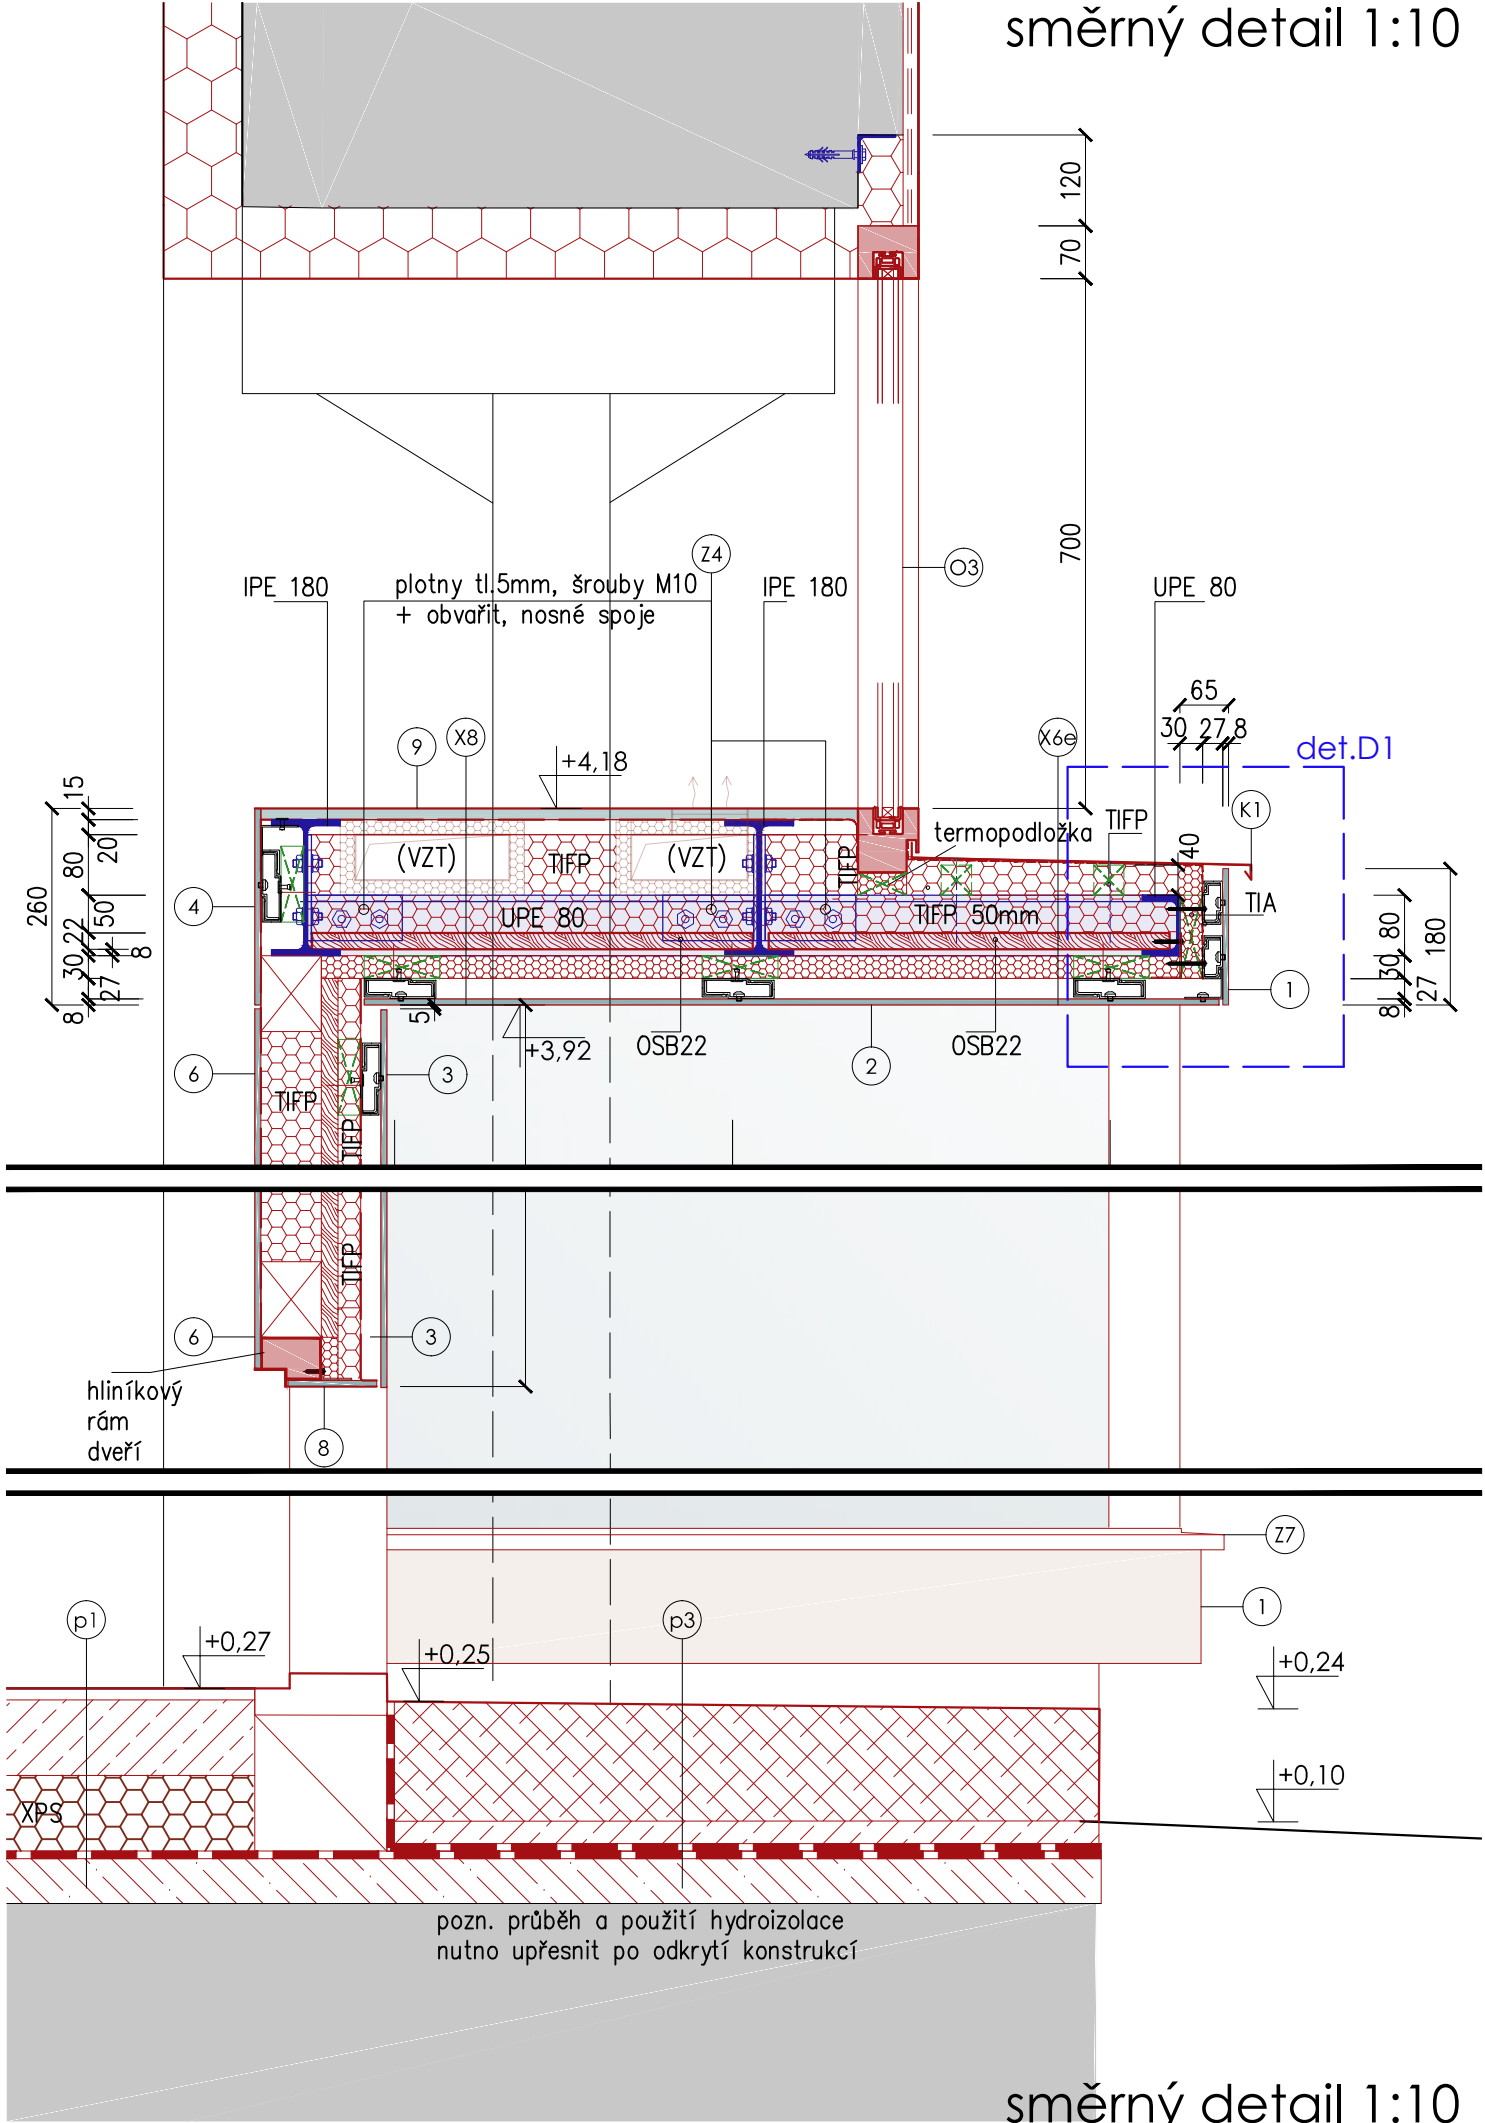 směrný detail 1:10
120
70
700
Z4
O3
IPE 180
plotny tl.5mm, šrouby M10
+ obvařit, nosné spoje
IPE 180
UPE 80
65
30 27 8
det.D1
9
X8
+4,18
X6e
K1
15
20
80
260
50
22
8
30
27
8
(VZT)
TIFP
(VZT)
TIFP
termopodložka
TIFP
40
4
UPE 80
TIFP 50mm
TIA
80
180
30
27
8
1
5
+3,92
OSB22
2
OSB22
6
3
TIFP
TIFP
TIFP
6
3
hliníkový
rám
dveří
8
Z7
1
p1
+0,27
+0,25
p3
+0,24
+0,10
XPS
pozn. průběh a použití hydroizolace
nutno upřesnit po odkrytí konstrukcí
směrný detail 1:10